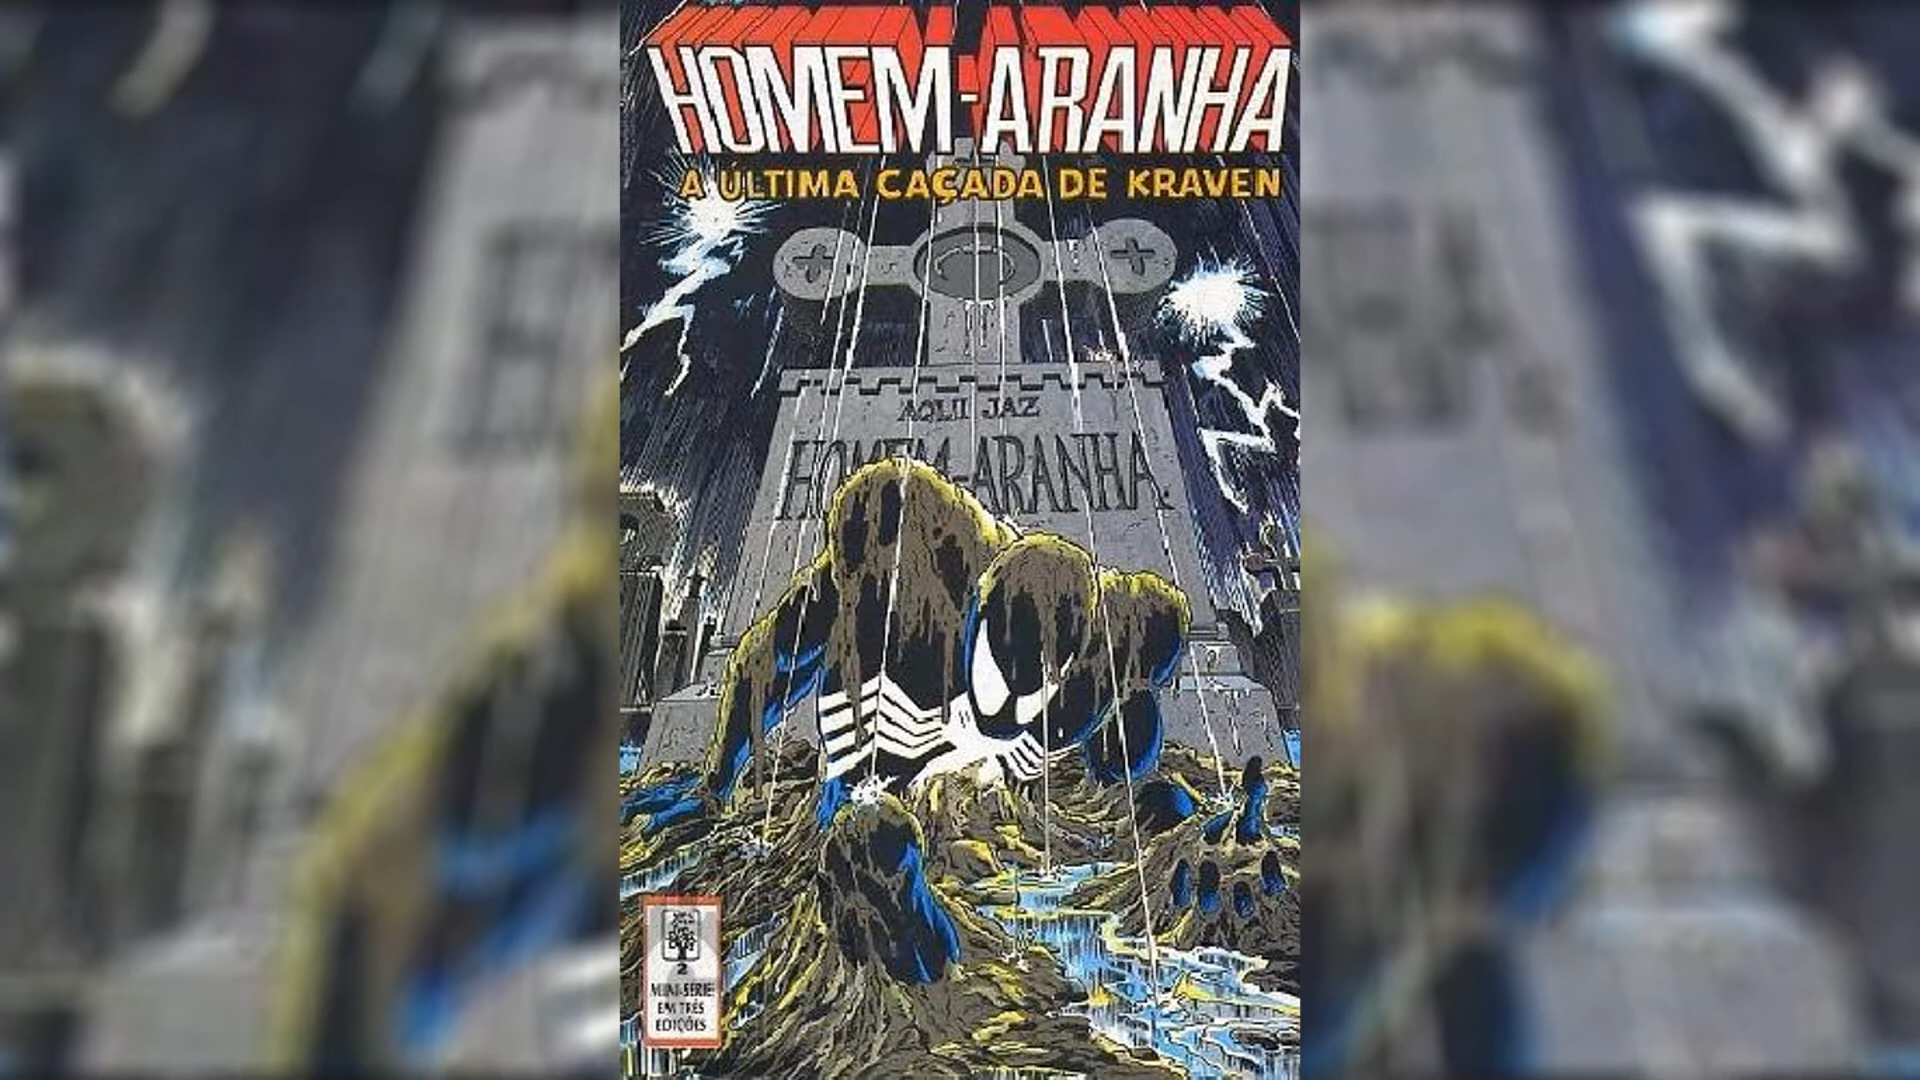 HOMEM-ARANHA
A ÚLTIMA CAÇADA DE KRAVEN
AQUI JAZ
HOMEM-ARANHA
2
MINI-SÉRIE
EM TRÊS
EDIÇÕES